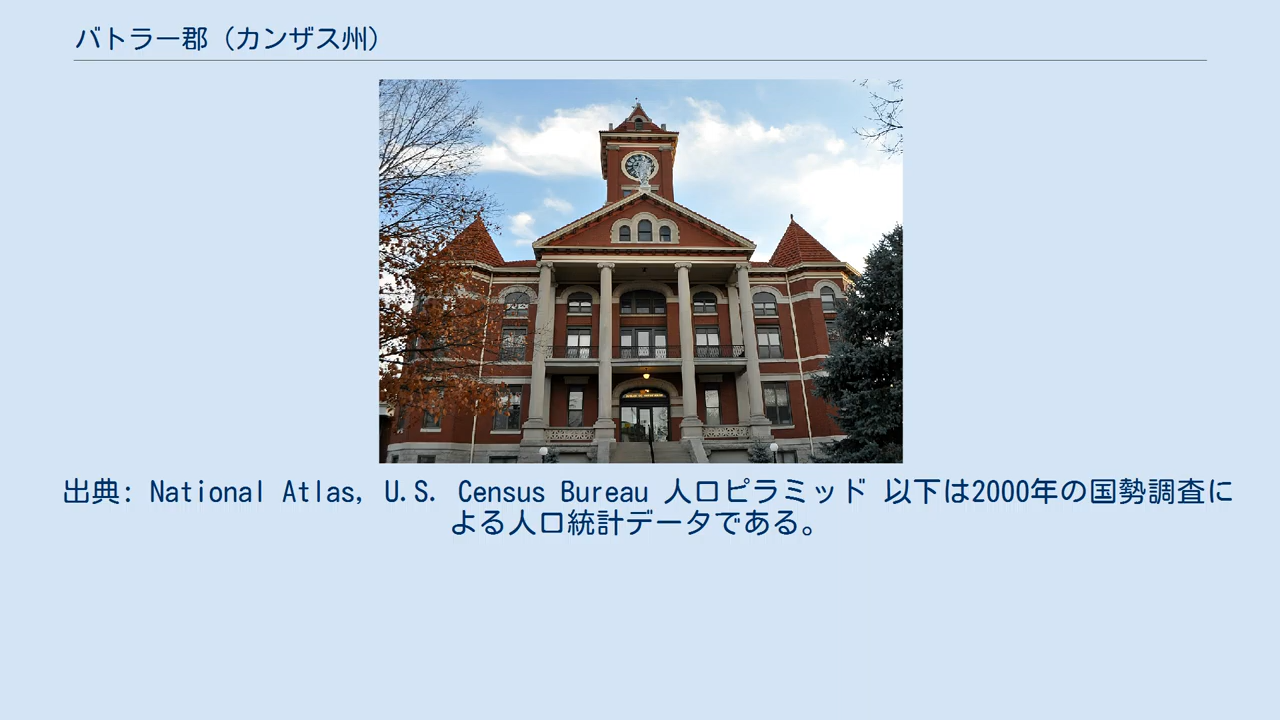 バトラー郡（カンザス州）
出典: National Atlas, U.S. Census Bureau 人口ピラミッド 以下は2000年の国勢調査に
よる人口統計データである。